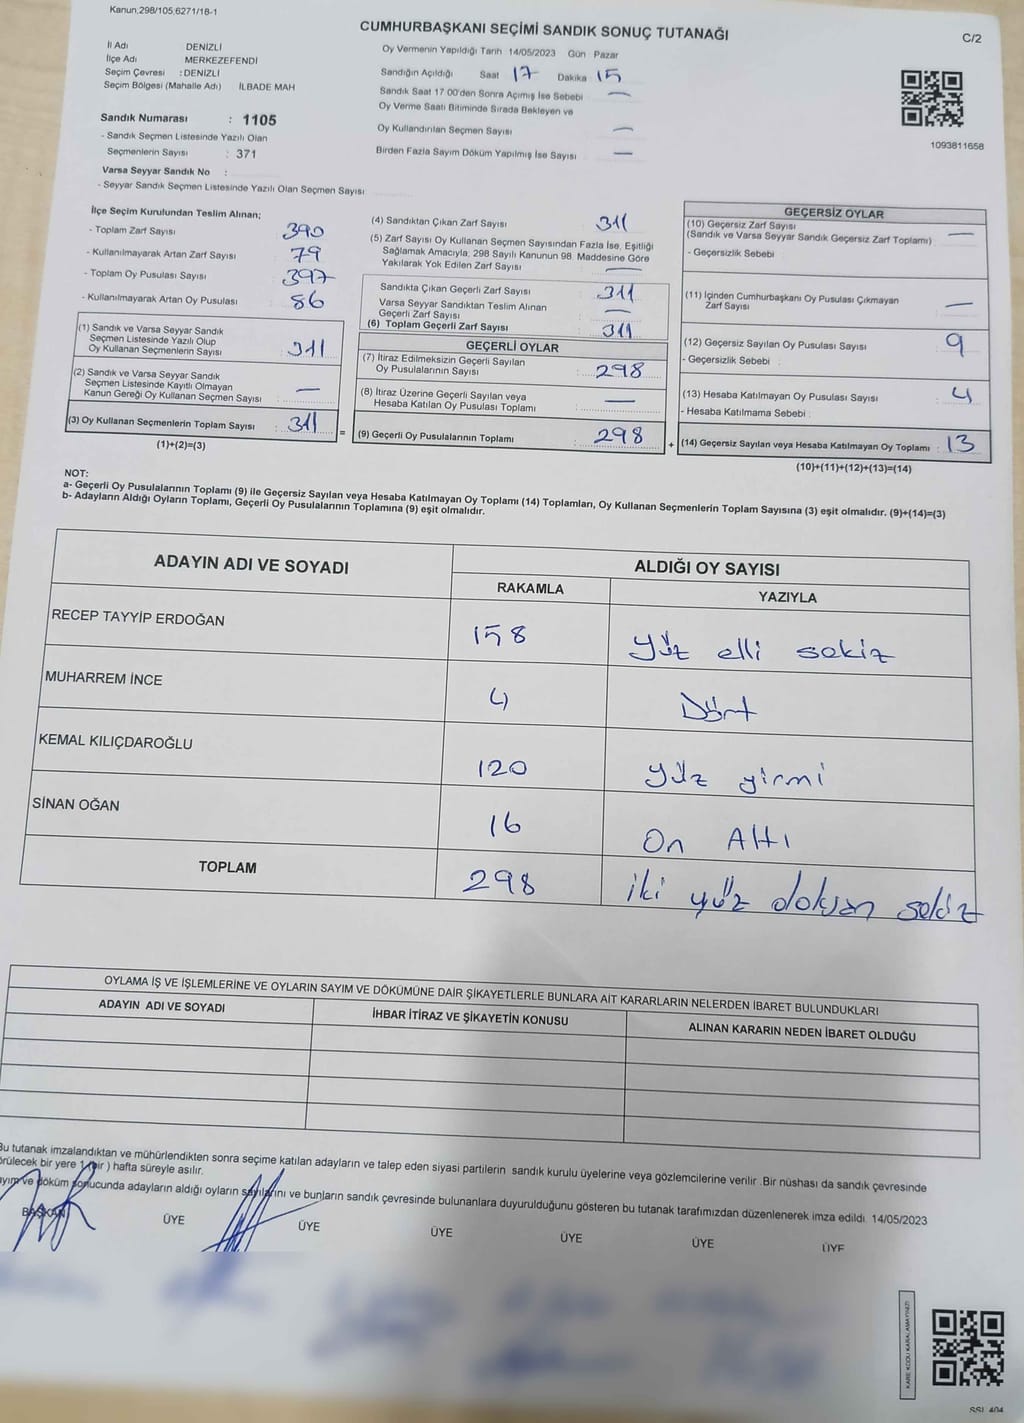 Kanun;298/105,6271/18-1
CUMHURBAŞKANI SEÇİMİ SANDIK SONUÇ TUTANAĞI
C/2
İl Adı DENİZLİ
İlçe Adı MERKEZEFENDİ
Seçim Çevresi : DENİZLİ
Seçim Bölgesi (Mahalle Adı) İLBADE MAH
Sandık Numarası : 1105
- Sandık Seçmen Listesinde Yazılı Olan
Seçmenlerin Sayısı : 371
Varsa Seyyar Sandık No :
- Seyyar Sandık Seçmen Listesinde Yazılı Olan Seçmen Sayısı
Oy Vermenin Yapıldığı Tarih 14/05/2023 Gün Pazar
Sandığın Açıldığı Saat 17 Dakika 15
Sandık Saat 17:00'den Sonra Açımış İse Sebebi —
Oy Verme Saati Bitiminde Sırada Bekleyen ve
Oy Kullandırılan Seçmen Sayısı —
Birden Fazla Sayım Döküm Yapılmış İse Sayısı —
1093811658
İlçe Seçim Kurulundan Teslim Alınan;
- Toplam Zarf Sayısı 390
- Kullanılmayarak Artan Zarf Sayısı 79
- Toplam Oy Pusulası Sayısı 397
- Kullanılmayarak Artan Oy Pusulası 86
(1) Sandık ve Varsa Seyyar Sandık
Seçmen Listesinde Yazılı Olup
Oy Kullanan Seçmenlerin Sayısı : 311
(2) Sandık ve Varsa Seyyar Sandık
Seçmen Listesinde Kayıtlı Olmayan
Kanun Gereği Oy Kullanan Seçmen Sayısı : —
(3) Oy Kullanan Seçmenlerin Toplam Sayısı : 311
(1)+(2)=(3)
=
(4) Sandıktan Çıkan Zarf Sayısı 311
(5) Zarf Sayısı Oy Kullanan Seçmen Sayısından Fazla İse, Eşitliği
Sağlamak Amacıyla; 298 Sayılı Kanunun 98. Maddesine Göre
Yakılarak Yok Edilen Zarf Sayısı —
Sandıkta Çıkan Geçerli Zarf Sayısı : 311
Varsa Seyyar Sandıktan Teslim Alınan
Geçerli Zarf Sayısı : —
(6) Toplam Geçerli Zarf Sayısı : 311
GEÇERLİ OYLAR
(7) İtiraz Edilmeksizin Geçerli Sayılan
Oy Pusulalarının Sayısı : 298
(8) İtiraz Üzerine Geçerli Sayılan veya
Hesaba Katılan Oy Pusulası Toplamı : —
(9) Geçerli Oy Pusulalarının Toplamı : 298
+
GEÇERSİZ OYLAR
(10) Geçersiz Zarf Sayısı
(Sandık ve Varsa Seyyar Sandık Geçersiz Zarf Toplamı) —
- Geçersizlik Sebebi
(11) İçinden Cumhurbaşkanı Oy Pusulası Çıkmayan
Zarf Sayısı —
(12) Geçersiz Sayılan Oy Pusulası Sayısı : 9
- Geçersizlik Sebebi :
(13) Hesaba Katılmayan Oy Pusulası Sayısı : 4
- Hesaba Katılmama Sebebi :
(14) Geçersiz Sayılan veya Hesaba Katılmayan Oy Toplamı : 13
(10)+(11)+(12)+(13)=(14)
NOT:
a- Geçerli Oy Pusulalarının Toplamı (9) ile Geçersiz Sayılan veya Hesaba Katılmayan Oy Toplamı (14) Toplamları, Oy Kullanan Seçmenlerin Toplam Sayısına (3) eşit olmalıdır. (9)+(14)=(3)
b- Adayların Aldığı Oyların Toplamı, Geçerli Oy Pusulalarının Toplamına (9) eşit olmalıdır.
ADAYIN ADI VE SOYADI
ALDIĞI OY SAYISI
RAKAMLA YAZIYLA
RECEP TAYYİP ERDOĞAN 158 Yüz elli sekiz
MUHARREM İNCE 4 Dört
KEMAL KILIÇDAROĞLU 120 Yüz yirmi
SİNAN OĞAN 16 On Altı
TOPLAM 298 iki yüz doksan sekiz
OYLAMA İŞ VE İŞLEMLERİNE VE OYLARIN SAYIM VE DÖKÜMÜNE DAİR ŞİKAYETLERLE BUNLARA AİT KARARLARIN NELERDEN İBARET BULUNDUKLARI
ADAYIN ADI VE SOYADI İHBAR İTİRAZ VE ŞİKAYETİN KONUSU ALINAN KARARIN NEDEN İBARET OLDUĞU
Bu tutanak imzalandıktan ve mühürlendikten sonra seçime katılan adayların ve talep eden siyasi partilerin sandık kurulu üyelerine veya gözlemcilerine verilir. Bir nüshası da sandık çevresinde
örülecek bir yere 1 (bir) hafta süreyle asılır.
ayım ve döküm sonucunda adayların aldığı oyların sayılarını ve bunların sandık çevresinde bulunanlara duyurulduğunu gösteren bu tutanak tarafımızdan düzenlenerek imza edildi. 14/05/2023
BAŞKAN ÜYE ÜYE ÜYE ÜYE ÜYE ÜYE
KARE KODU KARALAMAYINIZ!